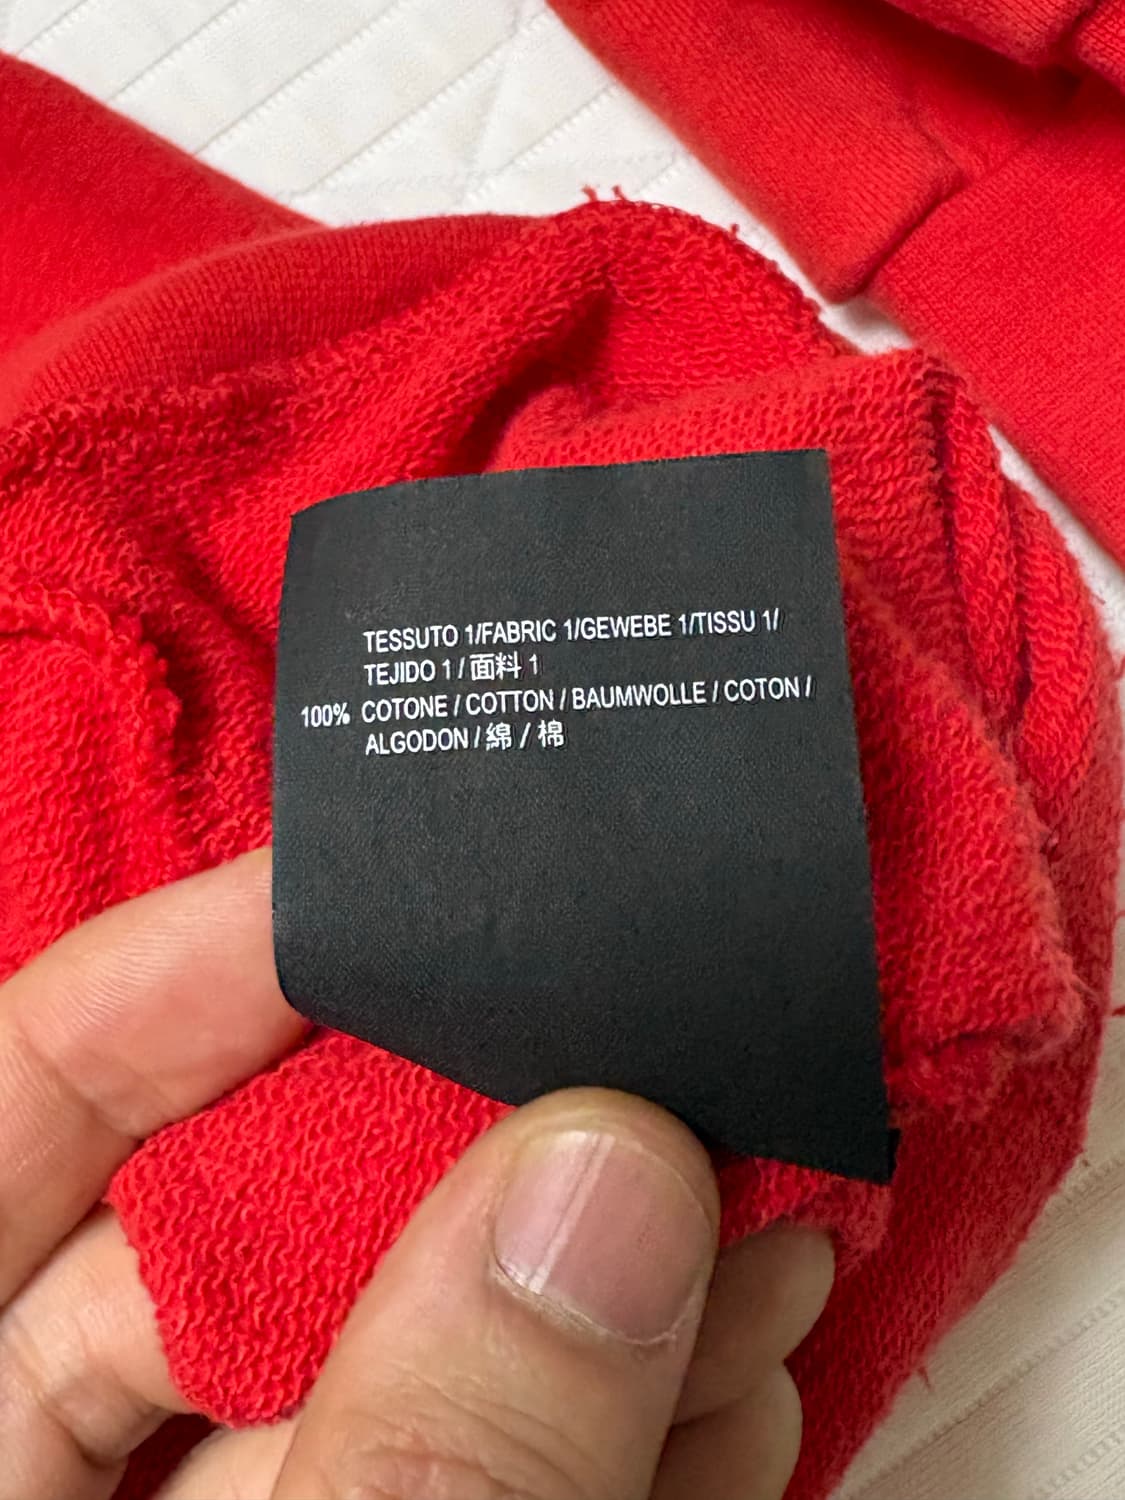 TESSUTO 1/FABRIC 1/GEWEBE 1/TISSU 1/
TEJIDO 1 / 面料 1
100% COTONE / COTTON / BAUMWOLLE / COTON /
ALGODON / 綿 / 棉